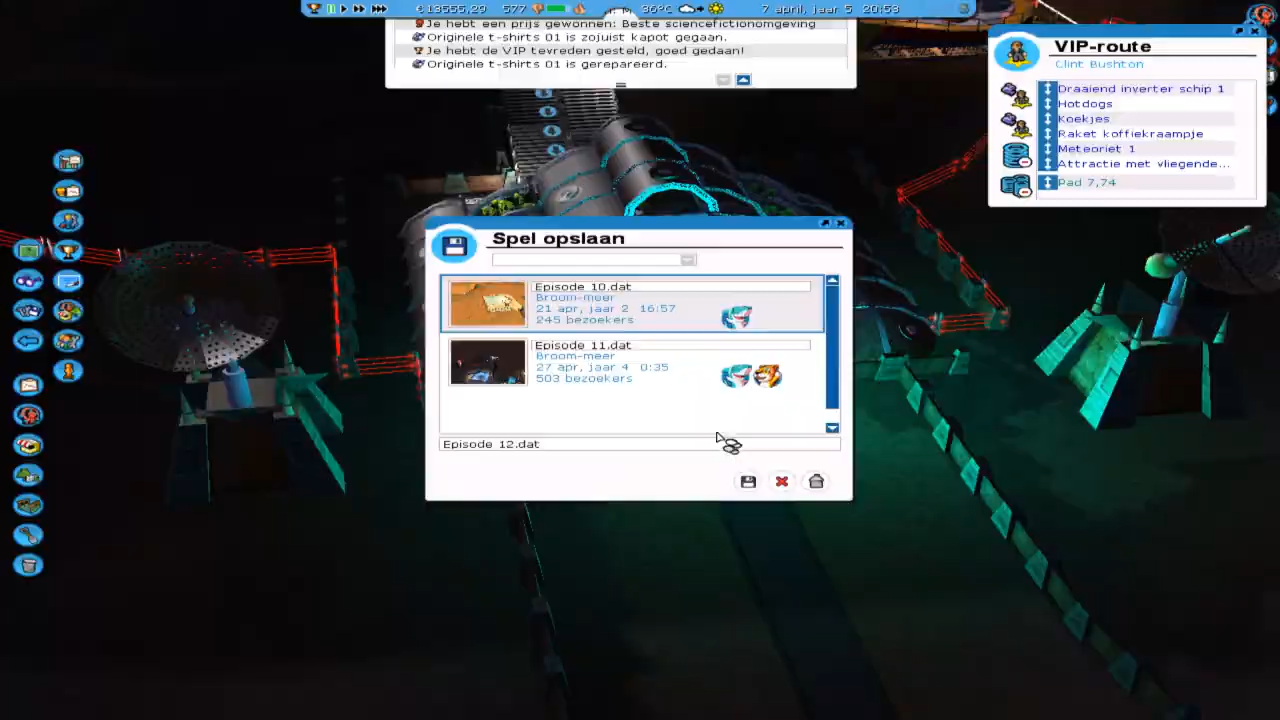 €13555,29 577 36°C 7 april, jaar 5 20:53
Je hebt een prijs gewonnen: Beste sciencefictionomgeving
Originele t-shirts 01 is zojuist kapot gegaan.
Je hebt de VIP tevreden gesteld, goed gedaan!
Originele t-shirts 01 is gerepareerd.
VIP-route
Clint Bushton
Draaiend inverter schip 1
Hotdogs
Koekjes
Raket koffiekraampje
Meteoriet 1
Attractie met vliegende...
Pad 7,74
Spel opslaan
Episode 10.dat
Broom-meer
21 apr, jaar 2 16:57
245 bezoekers
Episode 11.dat
Broom-meer
27 apr, jaar 4 0:35
503 bezoekers
Episode 12.dat